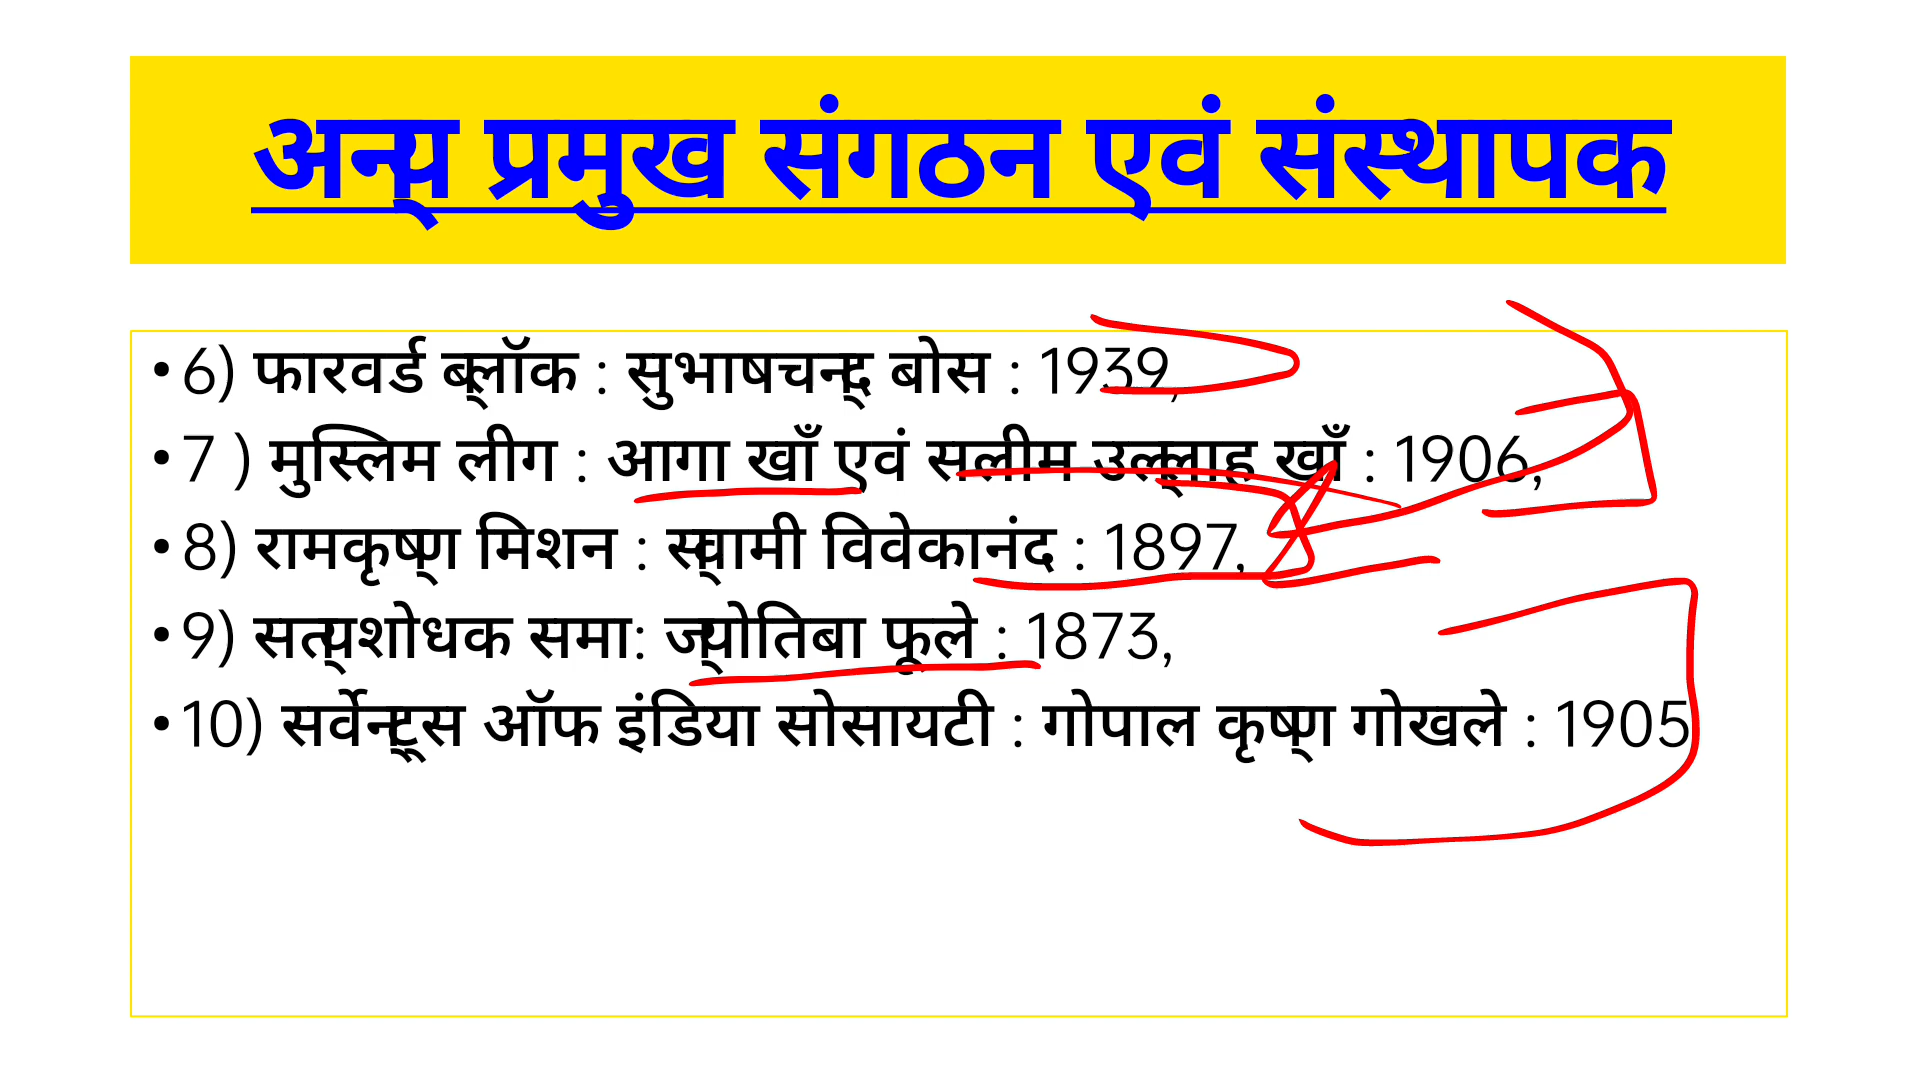 अन्य प्रमुख संगठन एवं संस्थापक
•6) फारवर्ड ब्लॉक : सुभाषचन्द्र बोस : 1939,
•7 ) मुस्लिम लीग : आगा खाँ एवं सलीम उल्लाह खाँ : 1906,
•8) रामकृष्ण मिशन : स्वामी विवेकानंद : 1897,
•9) सत्यशोधक समा: ज्योतिबा फूले : 1873,
•10) सर्वेन्ट्स ऑफ इंडिया सोसायटी : गोपाल कृष्ण गोखले : 1905